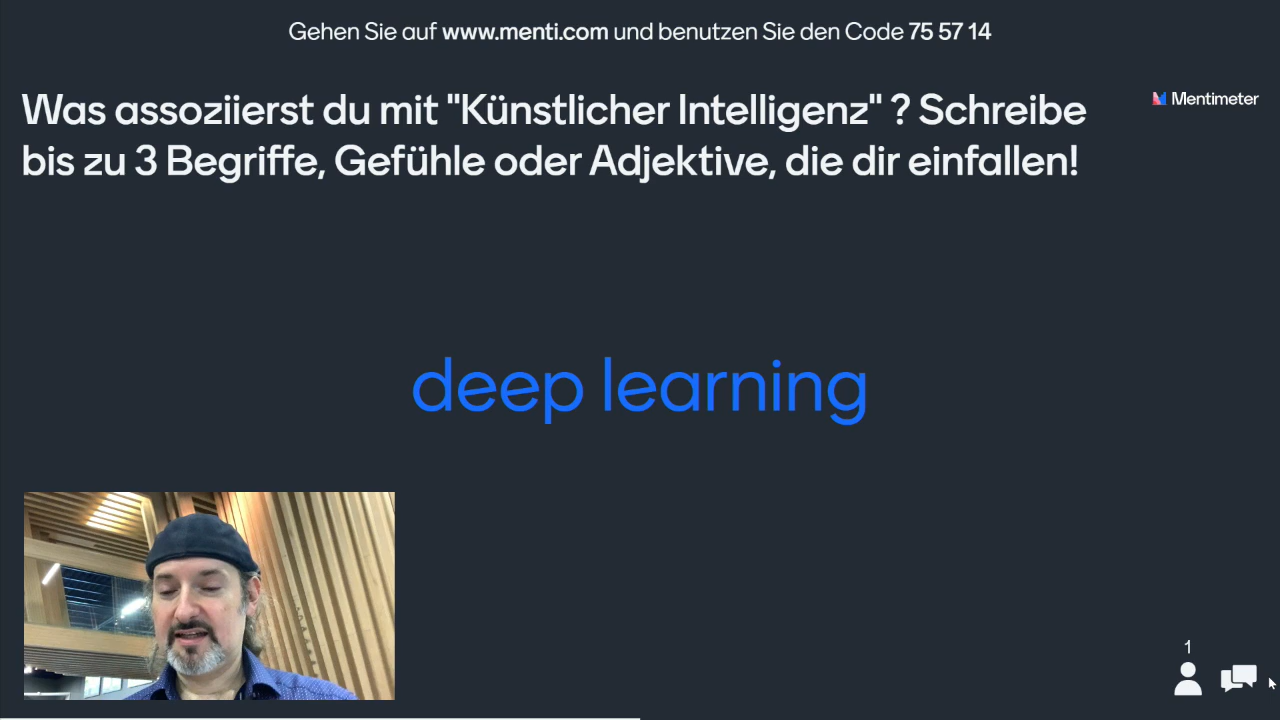 Gehen Sie auf www.menti.com und benutzen Sie den Code 75 57 14
Was assoziierst du mit "Künstlicher Intelligenz" ? Schreibe
bis zu 3 Begriffe, Gefühle oder Adjektive, die dir einfallen!
Mentimeter
deep learning
1